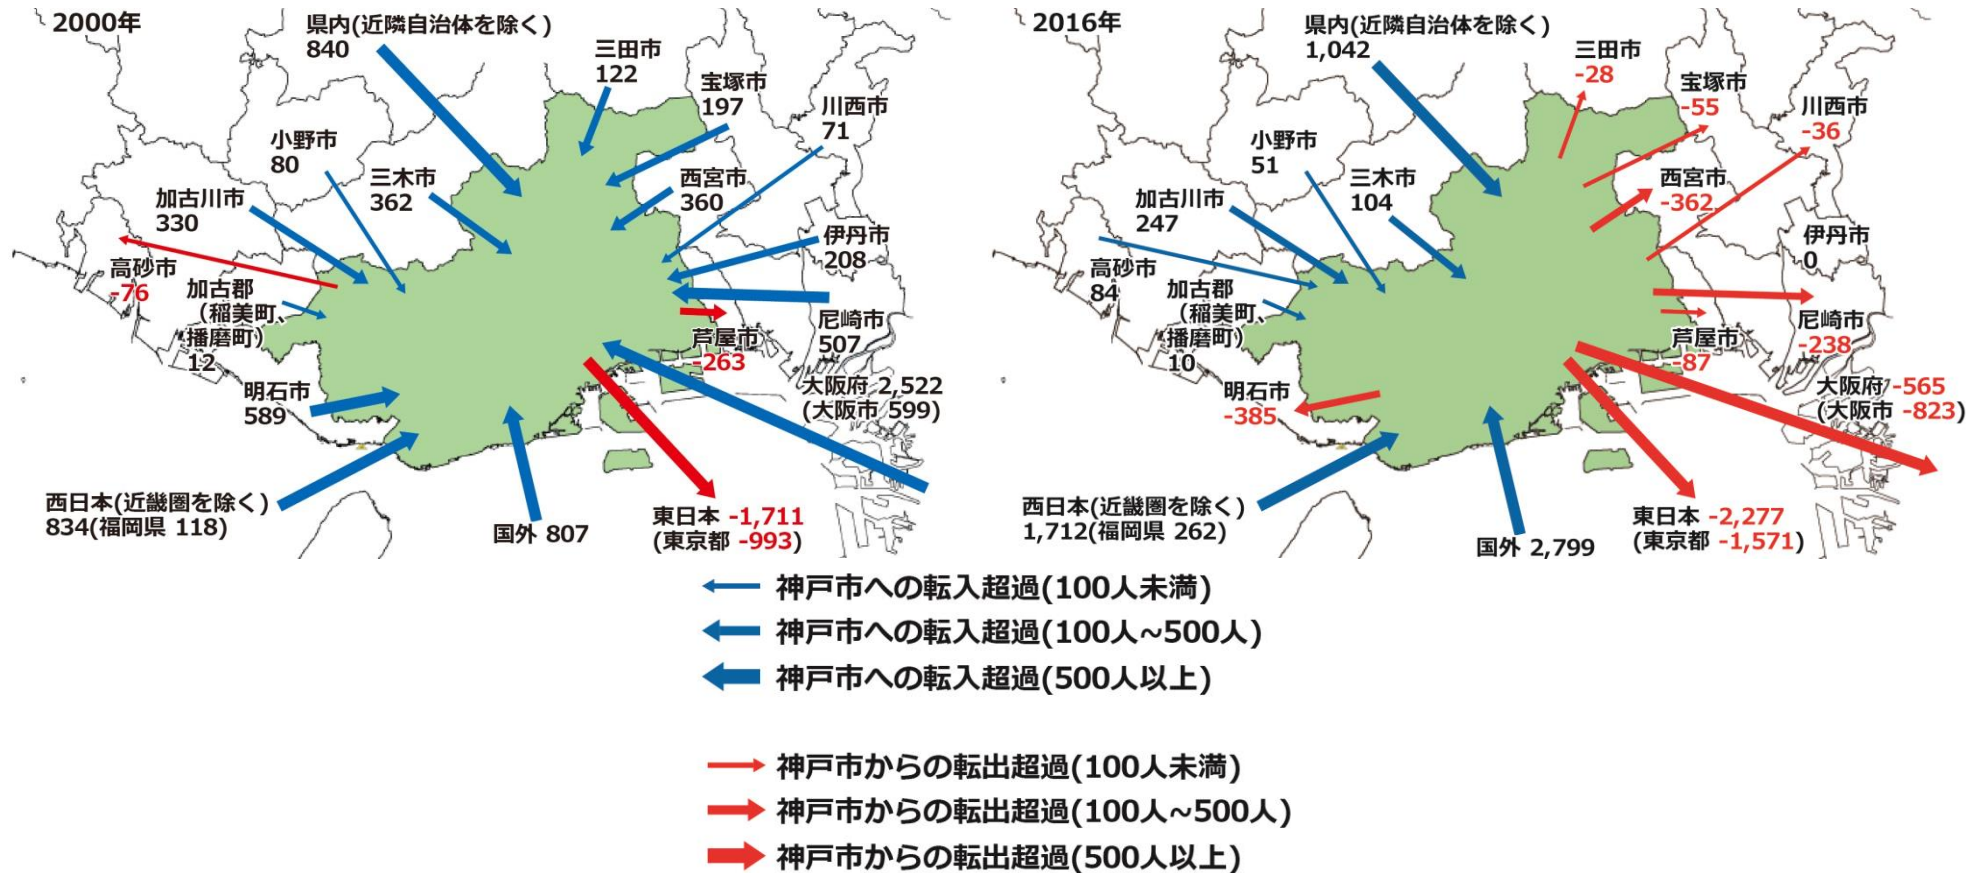 2000年
県内(近隣自治体を除く)
840
三田市
122
宝塚市
197
川西市
71
小野市
80
三木市
362
西宮市
360
加古川市
330
伊丹市
208
高砂市
-76
加古郡
(稲美町、
播磨町)
12
尼崎市
507
芦屋市
-263
明石市
589
大阪府 2,522
(大阪市 599)
西日本(近畿圏を除く)
834(福岡県 118)
国外 807
東日本 -1,711
(東京都 -993)
2016年
県内(近隣自治体を除く)
1,042
三田市
-28
宝塚市
-55
川西市
-36
小野市
51
三木市
104
西宮市
-362
加古川市
247
伊丹市
0
高砂市
84
加古郡
(稲美町、
播磨町)
10
尼崎市
-238
芦屋市
-87
明石市
-385
大阪府 -565
(大阪市 -823)
西日本(近畿圏を除く)
1,712(福岡県 262)
国外 2,799
東日本 -2,277
(東京都 -1,571)
神戸市への転入超過(100人未満)
神戸市への転入超過(100人~500人)
神戸市への転入超過(500人以上)
神戸市からの転出超過(100人未満)
神戸市からの転出超過(100人~500人)
神戸市からの転出超過(500人以上)